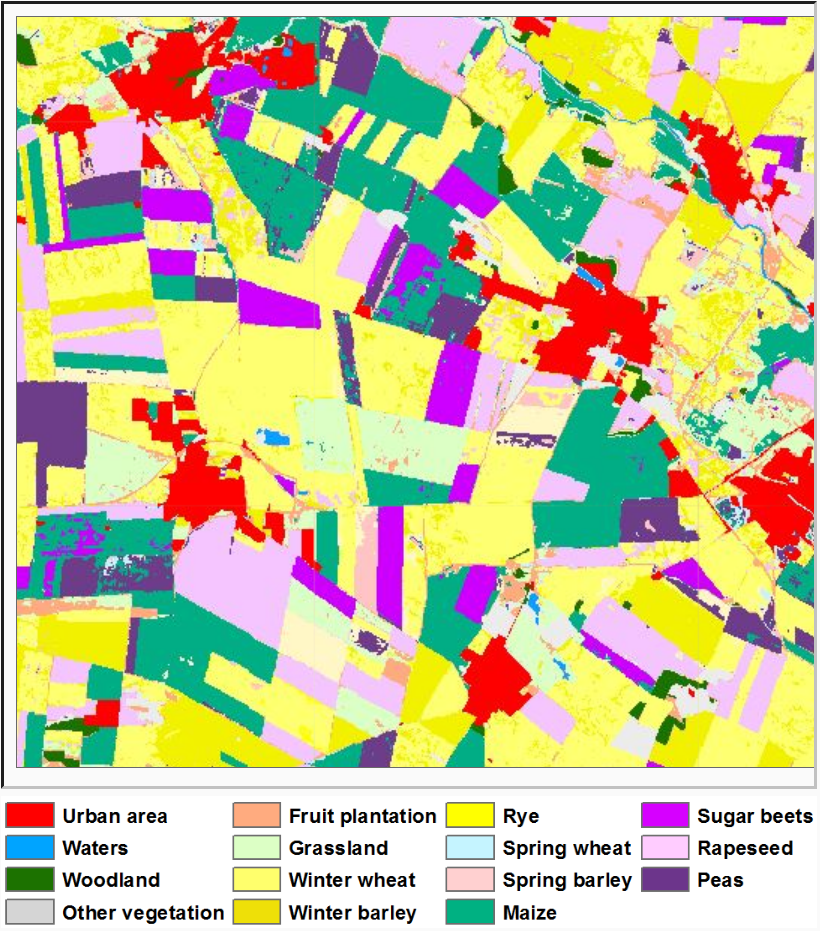 Urban area Fruit plantation Rye Sugar beets
Waters Grassland Spring wheat Rapeseed
Woodland Winter wheat Spring barley Peas
Other vegetation Winter barley Maize